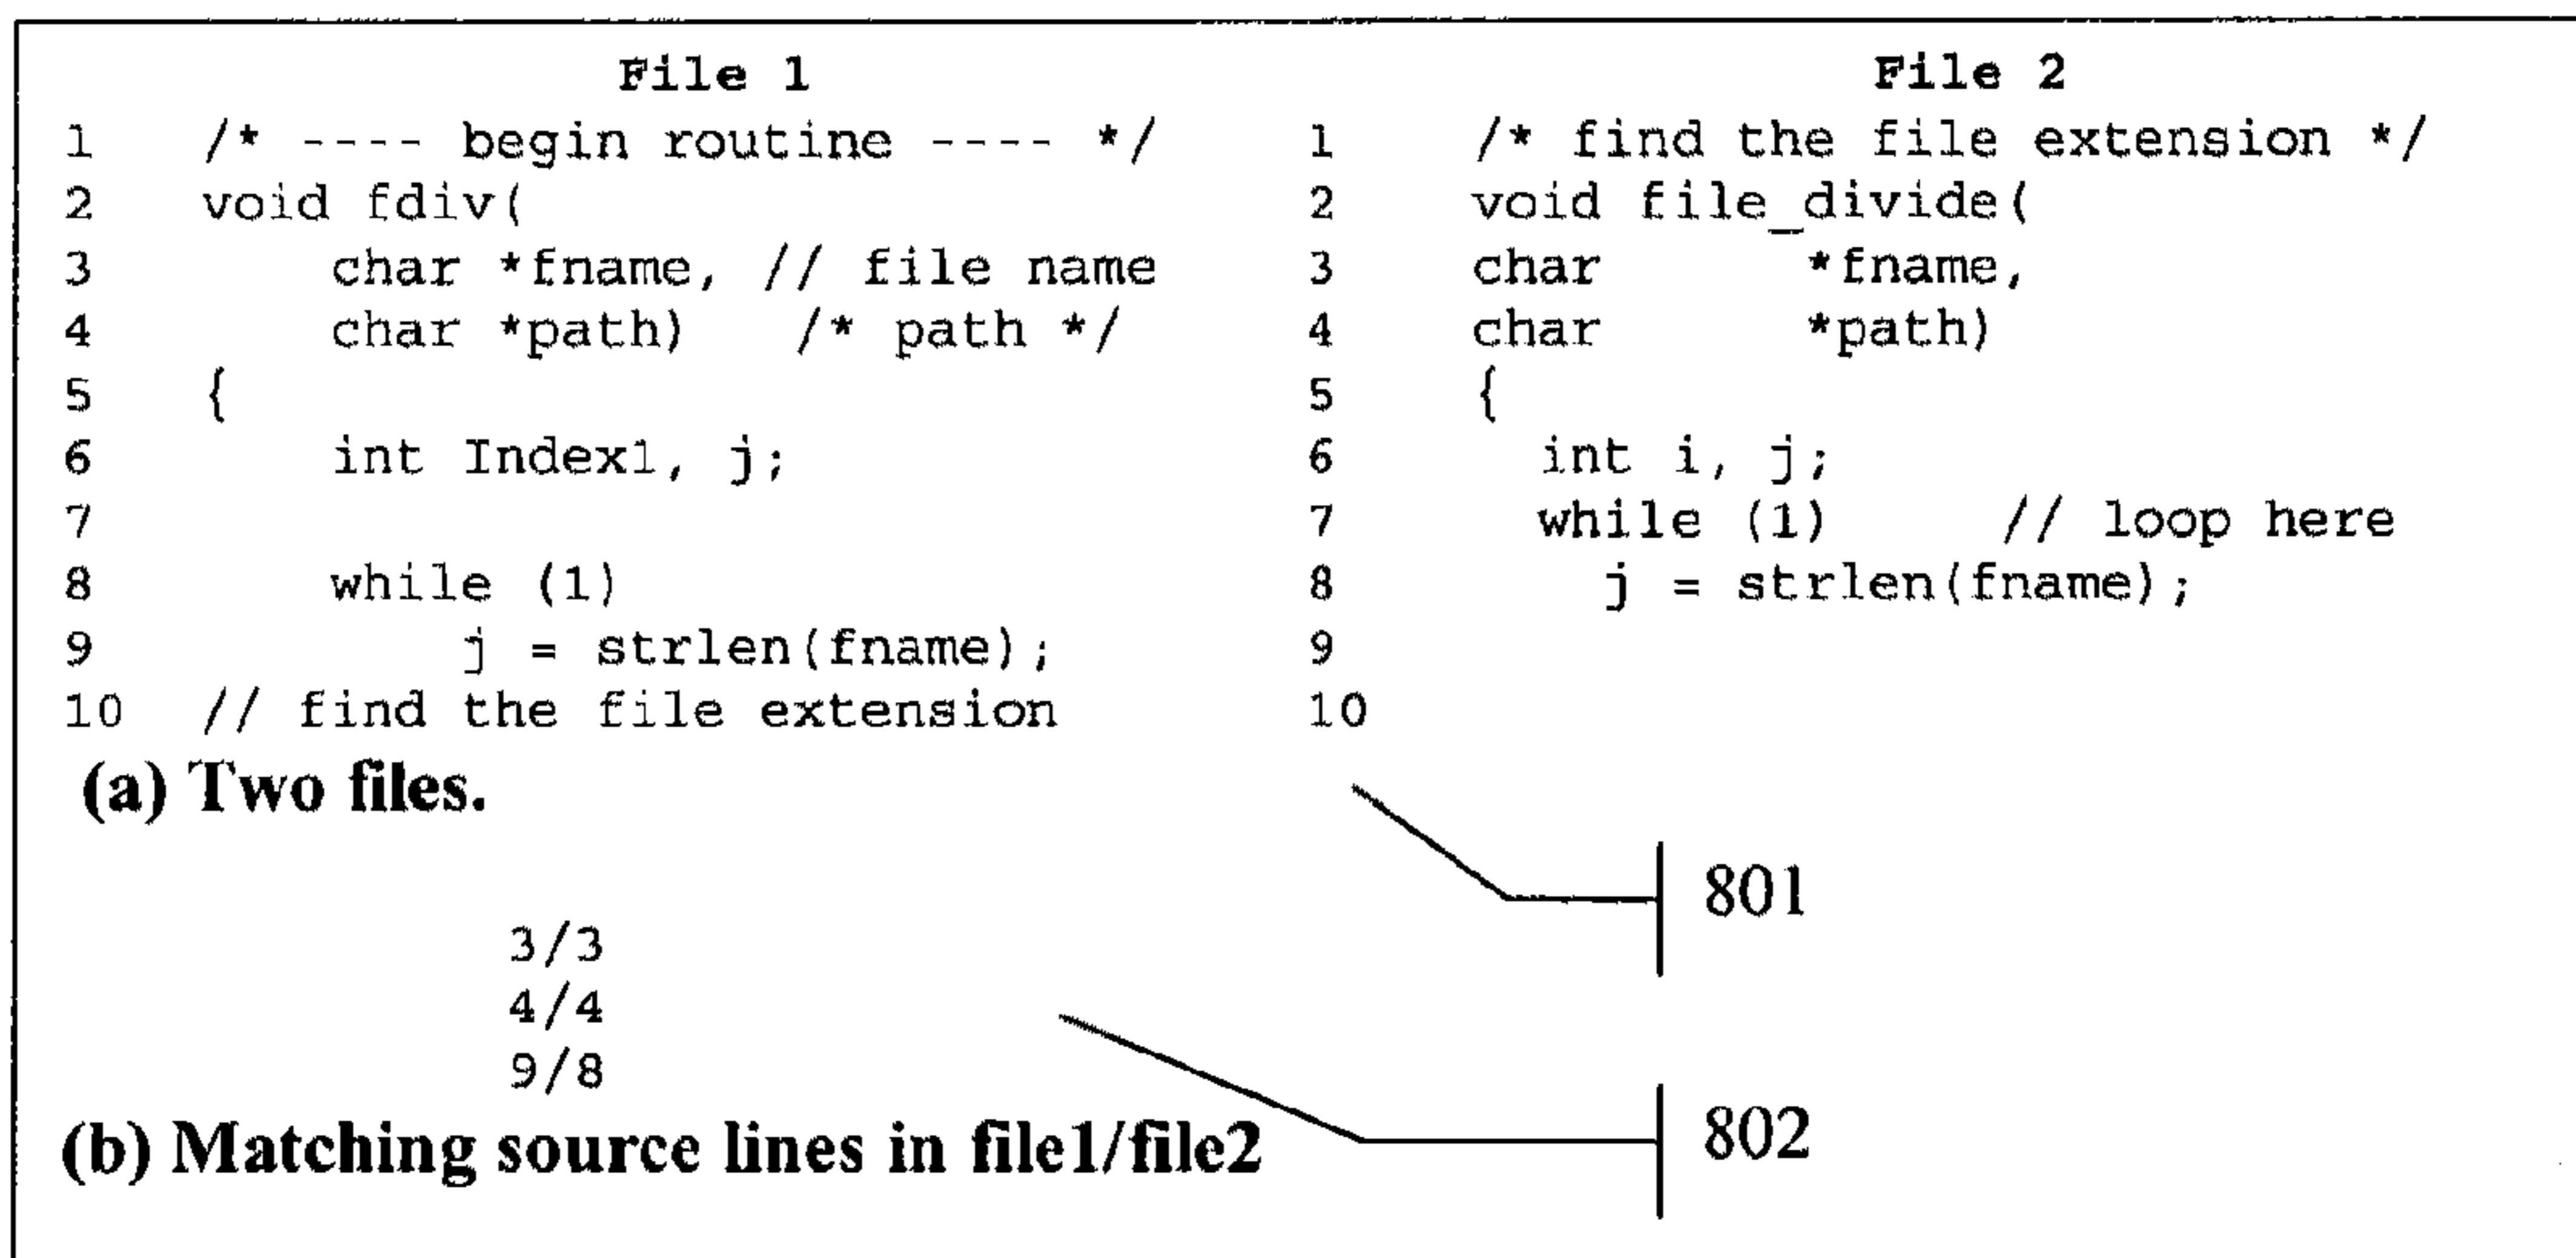 File 1
1 /* ---- begin routine ---- */
2 void fdiv(
3 char *fname, // file name
4 char *path) /* path */
5 {
6 int Index1, j;
7
8 while (1)
9 j = strlen(fname);
10 // find the file extension
File 2
1 /* find the file extension */
2 void file_divide(
3 char *fname,
4 char *path)
5 {
6 int i, j;
7 while (1) // loop here
8 j = strlen(fname);
9
10
(a) Two files.
801
3/3
4/4
9/8
802
(b) Matching source lines in file1/file2